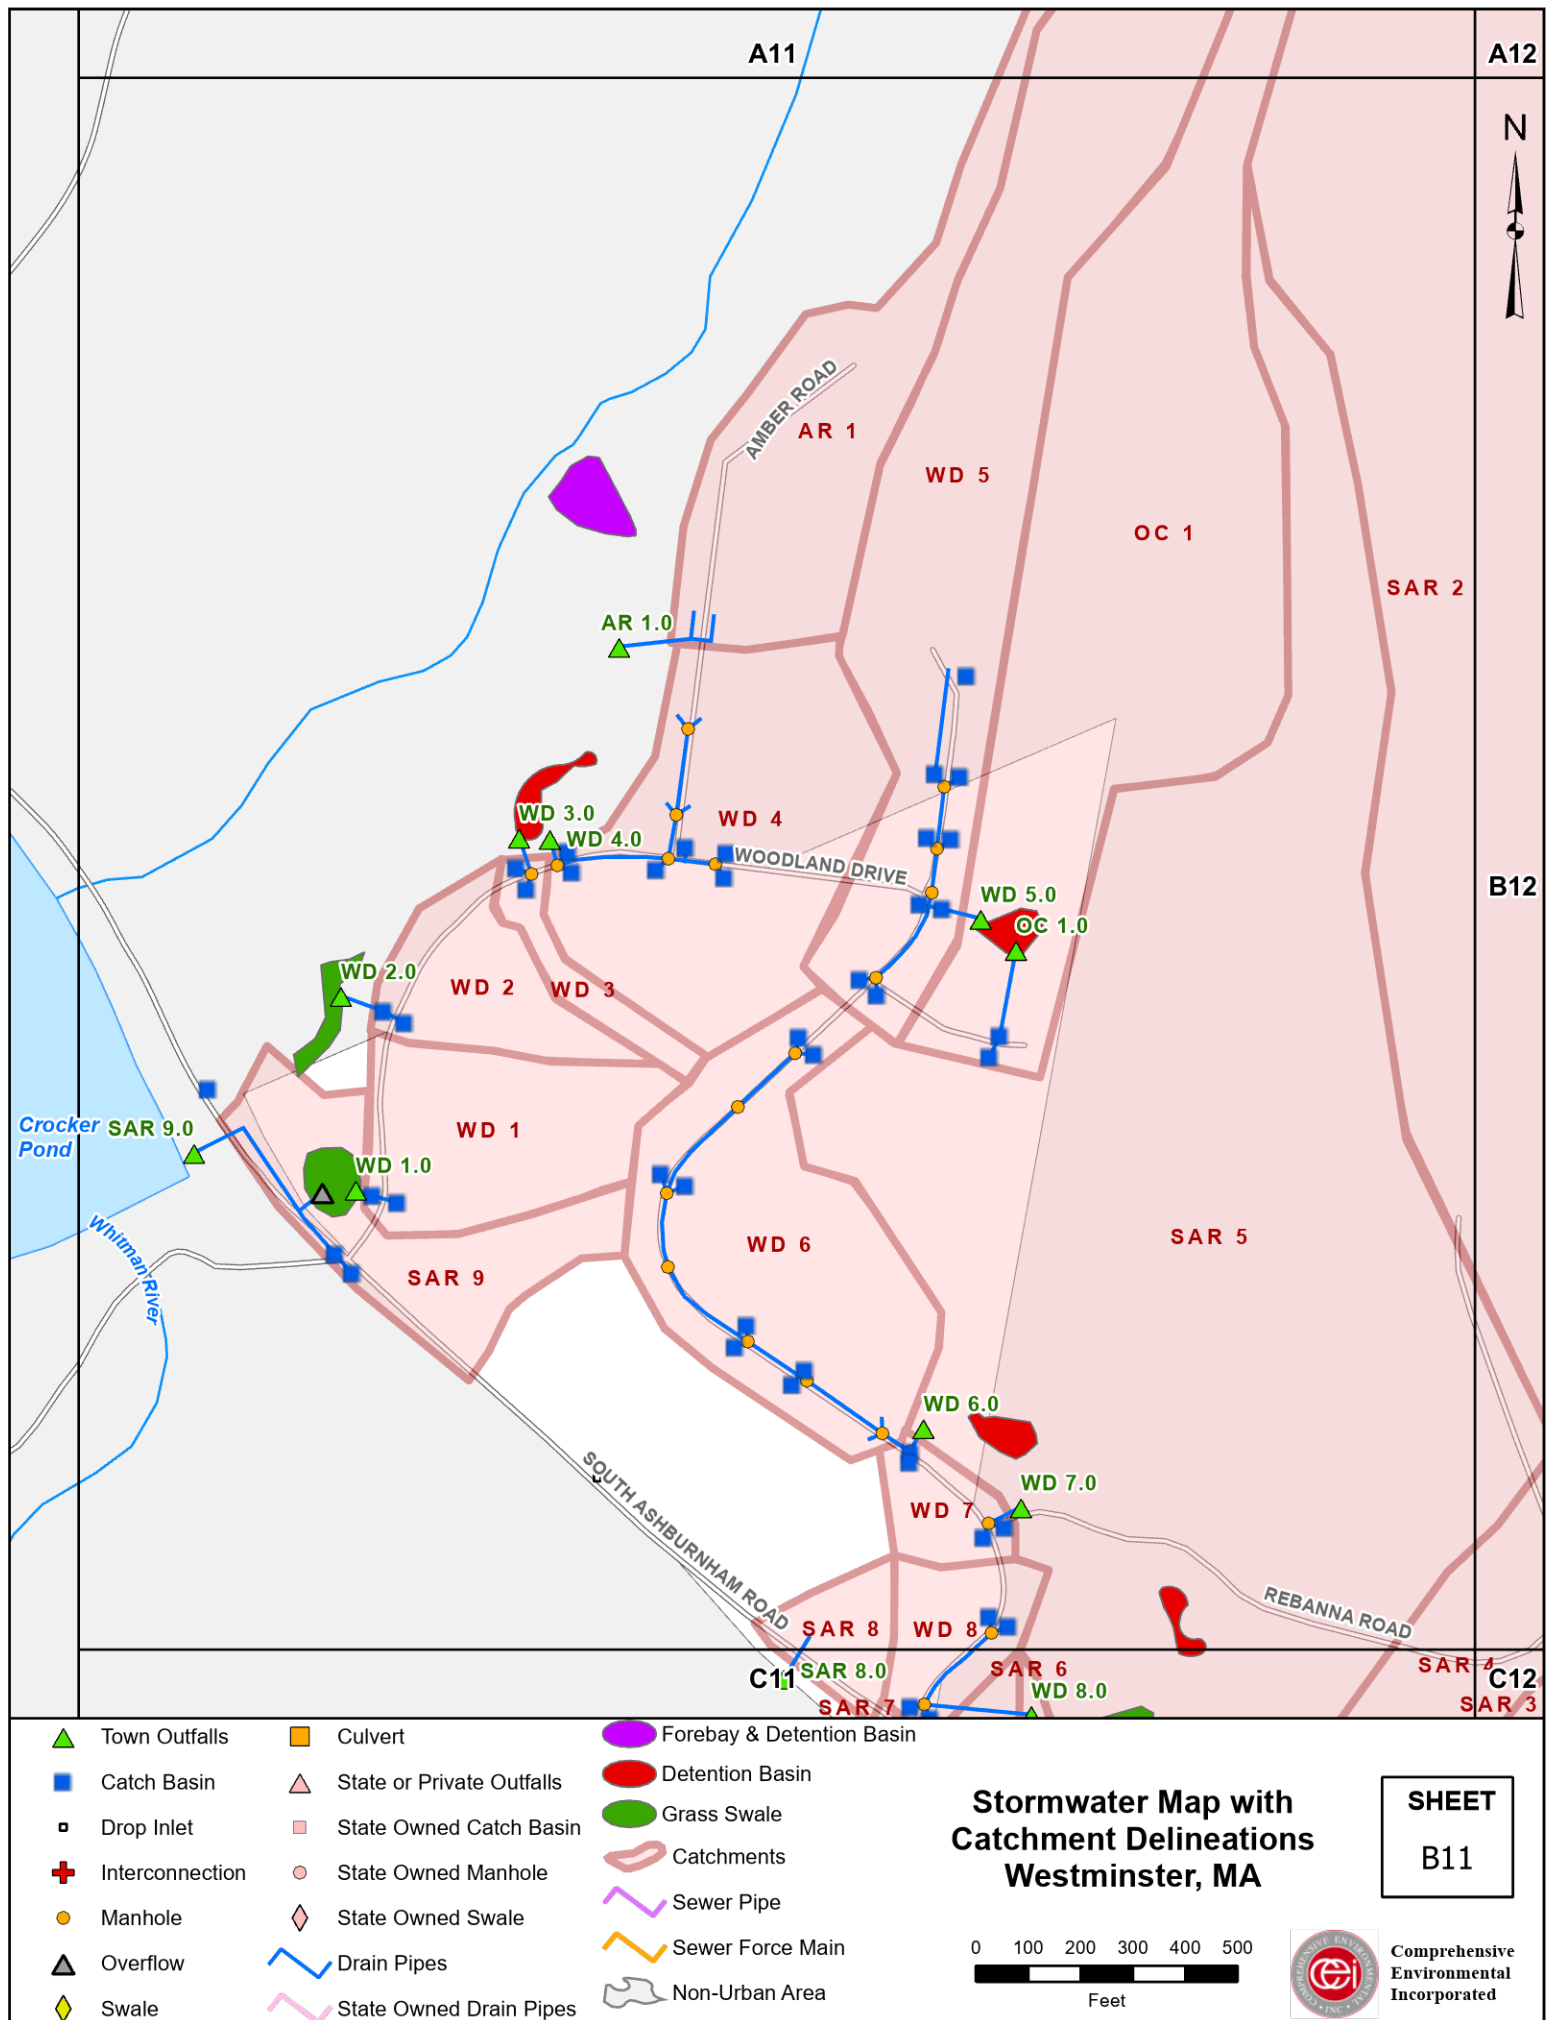 A11
A12
N
AMBER ROAD
AR 1
WD 5
OC 1
SAR 2
AR 1.0
WD 3.0
WD 4.0
WD 4
WOODLAND DRIVE
B12
WD 5.0
OC 1.0
WD 2.0
WD 2
WD 3
Crocker
Pond
SAR 9.0
WD 1
WD 1.0
Whitman River
WD 6
SAR 5
SAR 9
WD 6.0
SOUTH ASHBURNHAM ROAD
WD 7.0
WD 7
REBANNA ROAD
SAR 8
WD 8
SAR 6
SAR 4
C11
SAR 8.0
C12
WD 8.0
SAR 7
SAR 3
Town Outfalls
Catch Basin
Drop Inlet
Interconnection
Manhole
Overflow
Swale
Culvert
State or Private Outfalls
State Owned Catch Basin
State Owned Manhole
State Owned Swale
Drain Pipes
State Owned Drain Pipes
Forebay & Detention Basin
Detention Basin
Grass Swale
Catchments
Sewer Pipe
Sewer Force Main
Non-Urban Area
Stormwater Map with
Catchment Delineations
Westminster, MA
0 100 200 300 400 500
Feet
SHEET
B11
COMPREHENSIVE ENVIRONMENTAL • INC •
cei
Comprehensive
Environmental
Incorporated